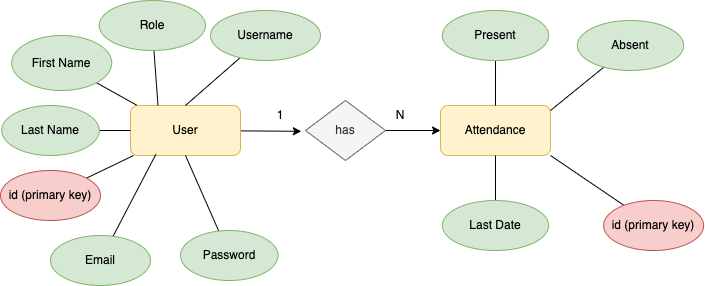 Role
Username
Present
Absent
First Name
Last Name
User
1
has
N
Attendance
id (primary key)
Email
Password
Last Date
id (primary key)